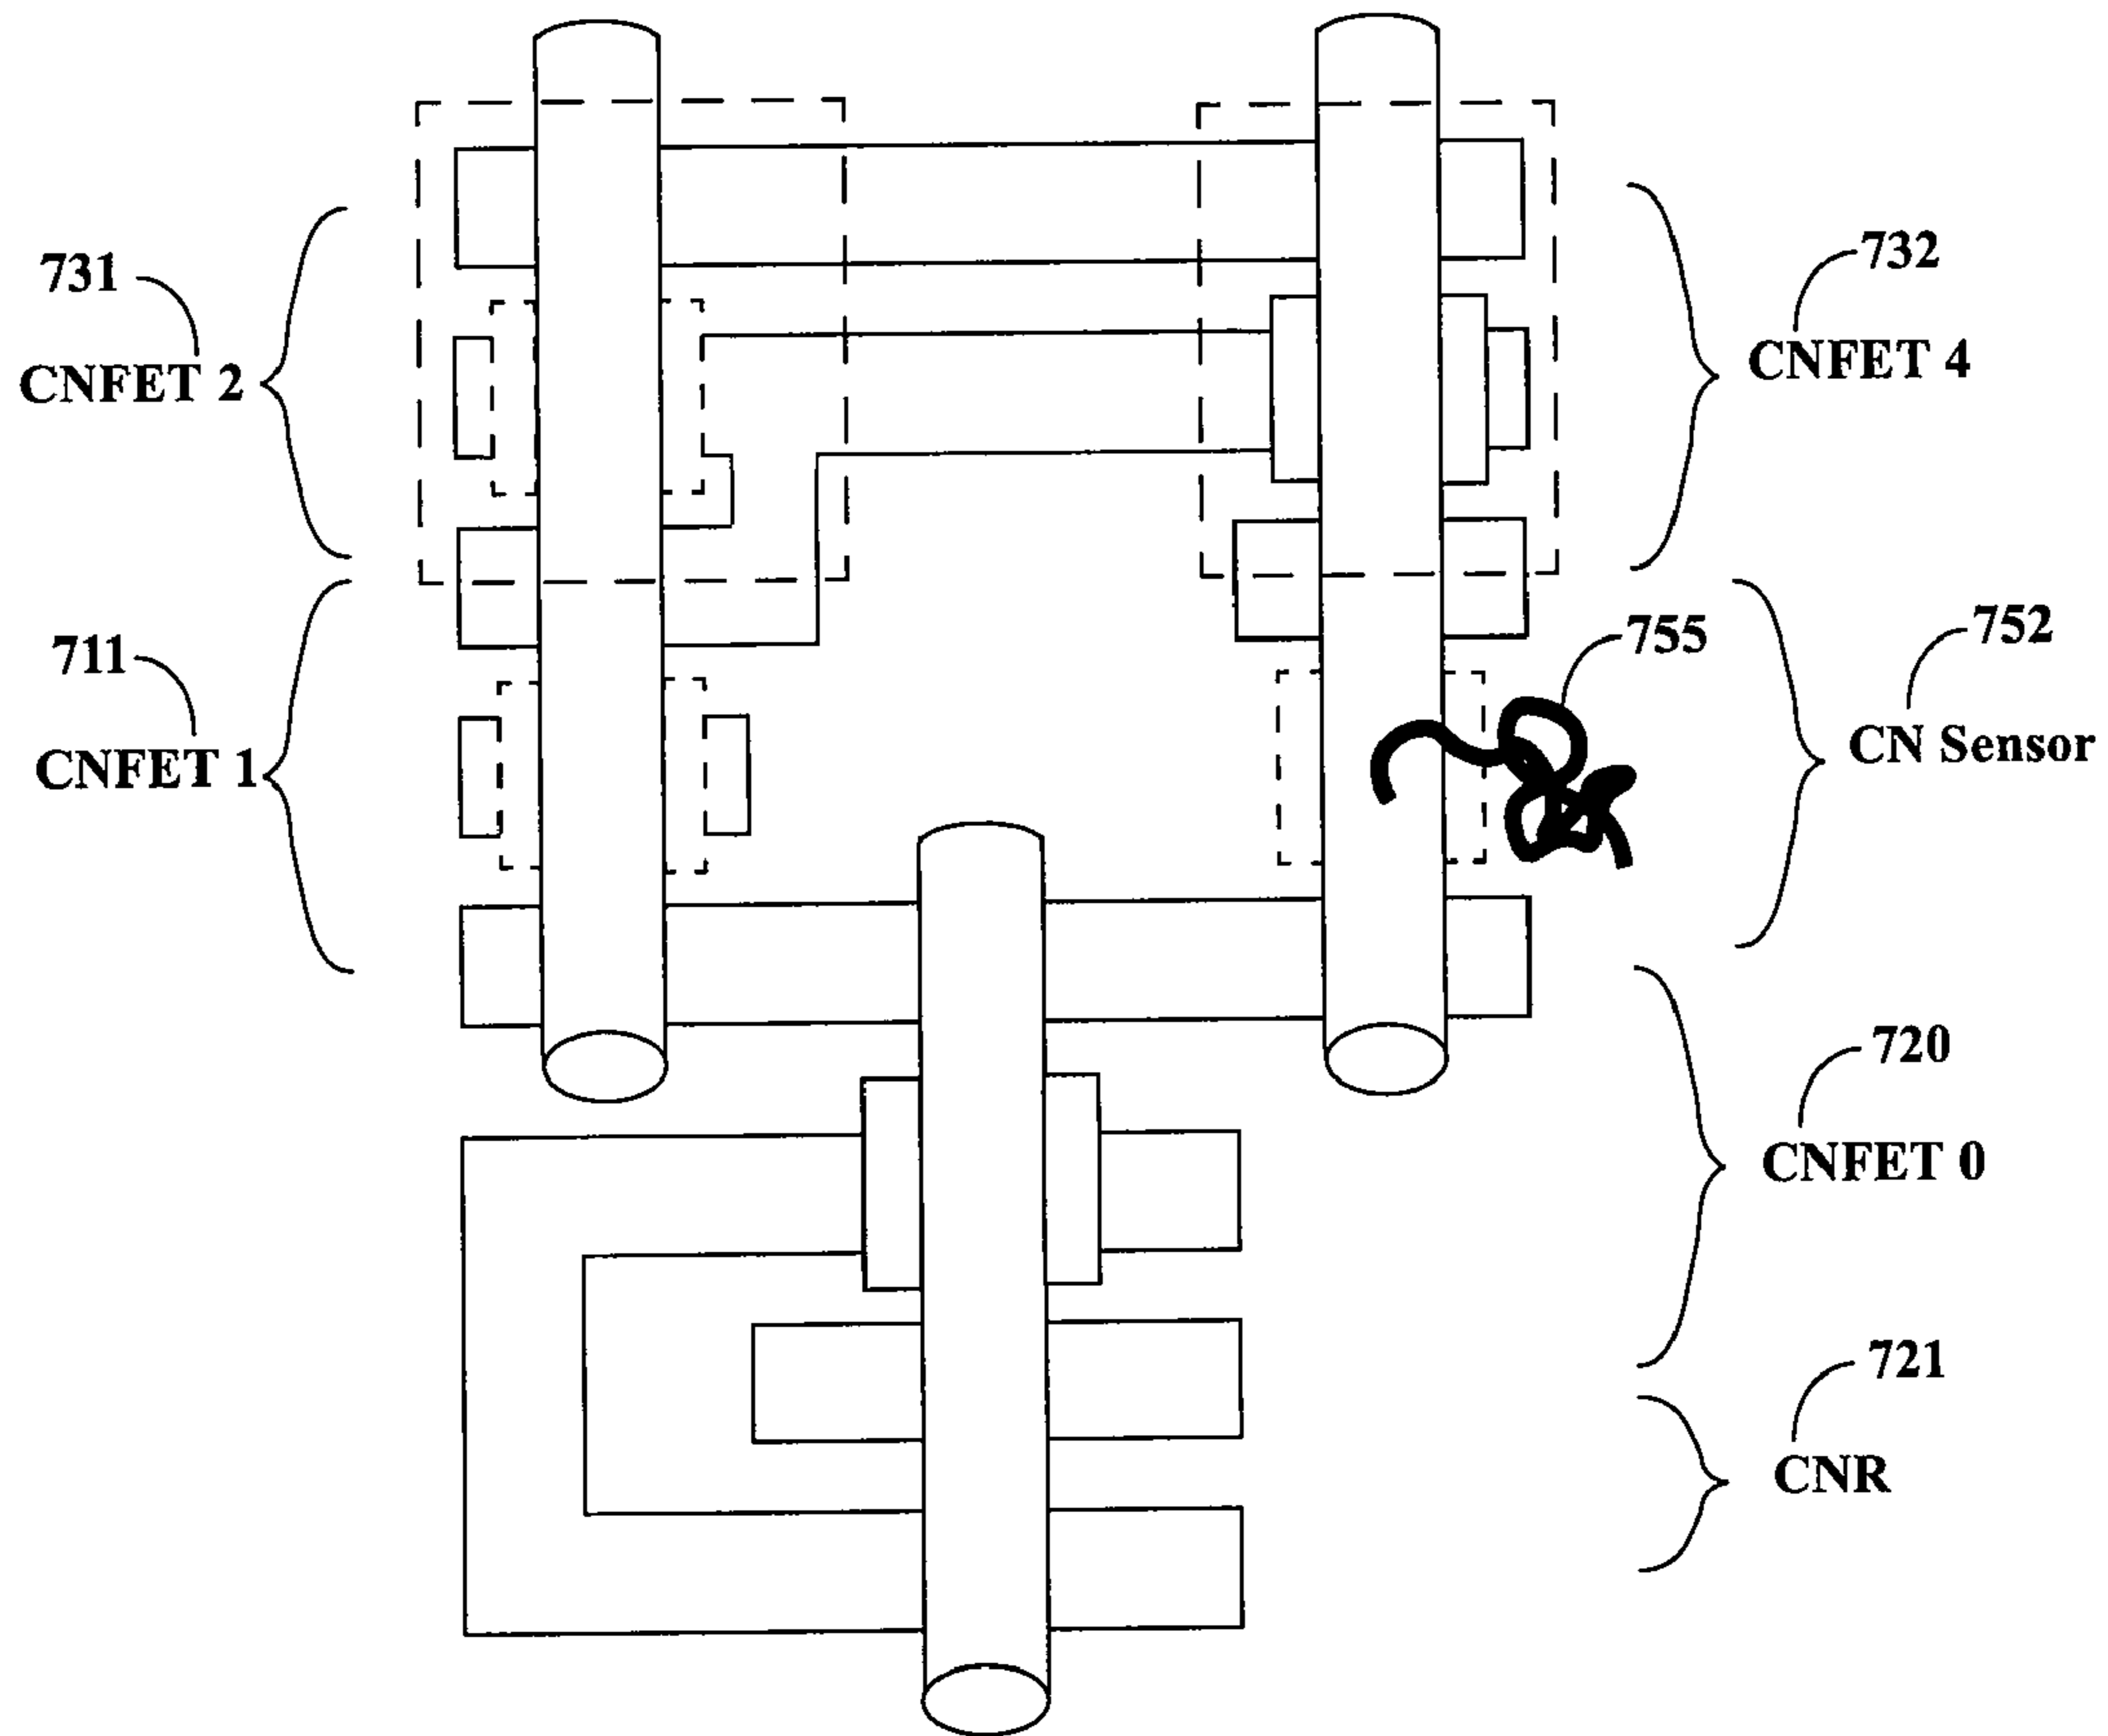 731
CNFET 2
732
CNFET 4
711
CNFET 1
755
752
CN Sensor
720
CNFET 0
721
CNR